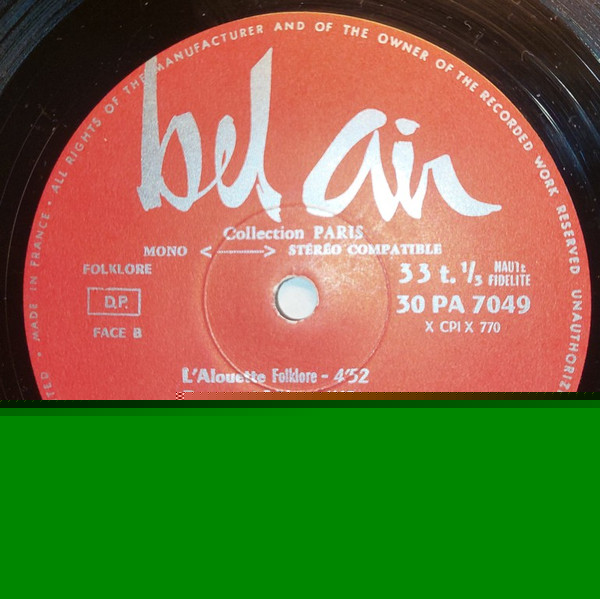 TED • MADE IN FRANCE • ALL RIGHTS OF THE MANUFACTURER AND OF THE OWNER OF THE RECORDED WORK RESERVED UNAUTHORIZ
bel air
Collection PARIS
MONO <-----> STÉRÉO COMPATIBLE
FOLKLORE
33 t. 1/3 HAUTE FIDELITE
D.P.
30 PA 7049
FACE B
X CPI X 770
L'Alouette Folklore - 4'52